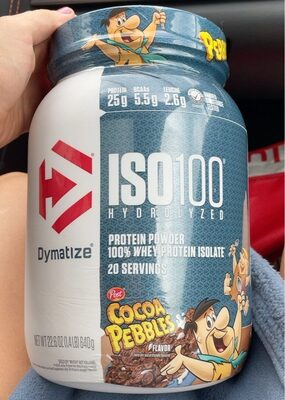 PROTEIN BCAAs LEUCINE
25g 5.5g 2.6g
ISO100®
HYDROLYZED
Dymatize®
PROTEIN POWDER
100% WHEY PROTEIN ISOLATE
20 SERVINGS
Post
COCOA
PEBBLES
FLAVOR
NET WT 22.6 OZ (1.4 LB) 640g